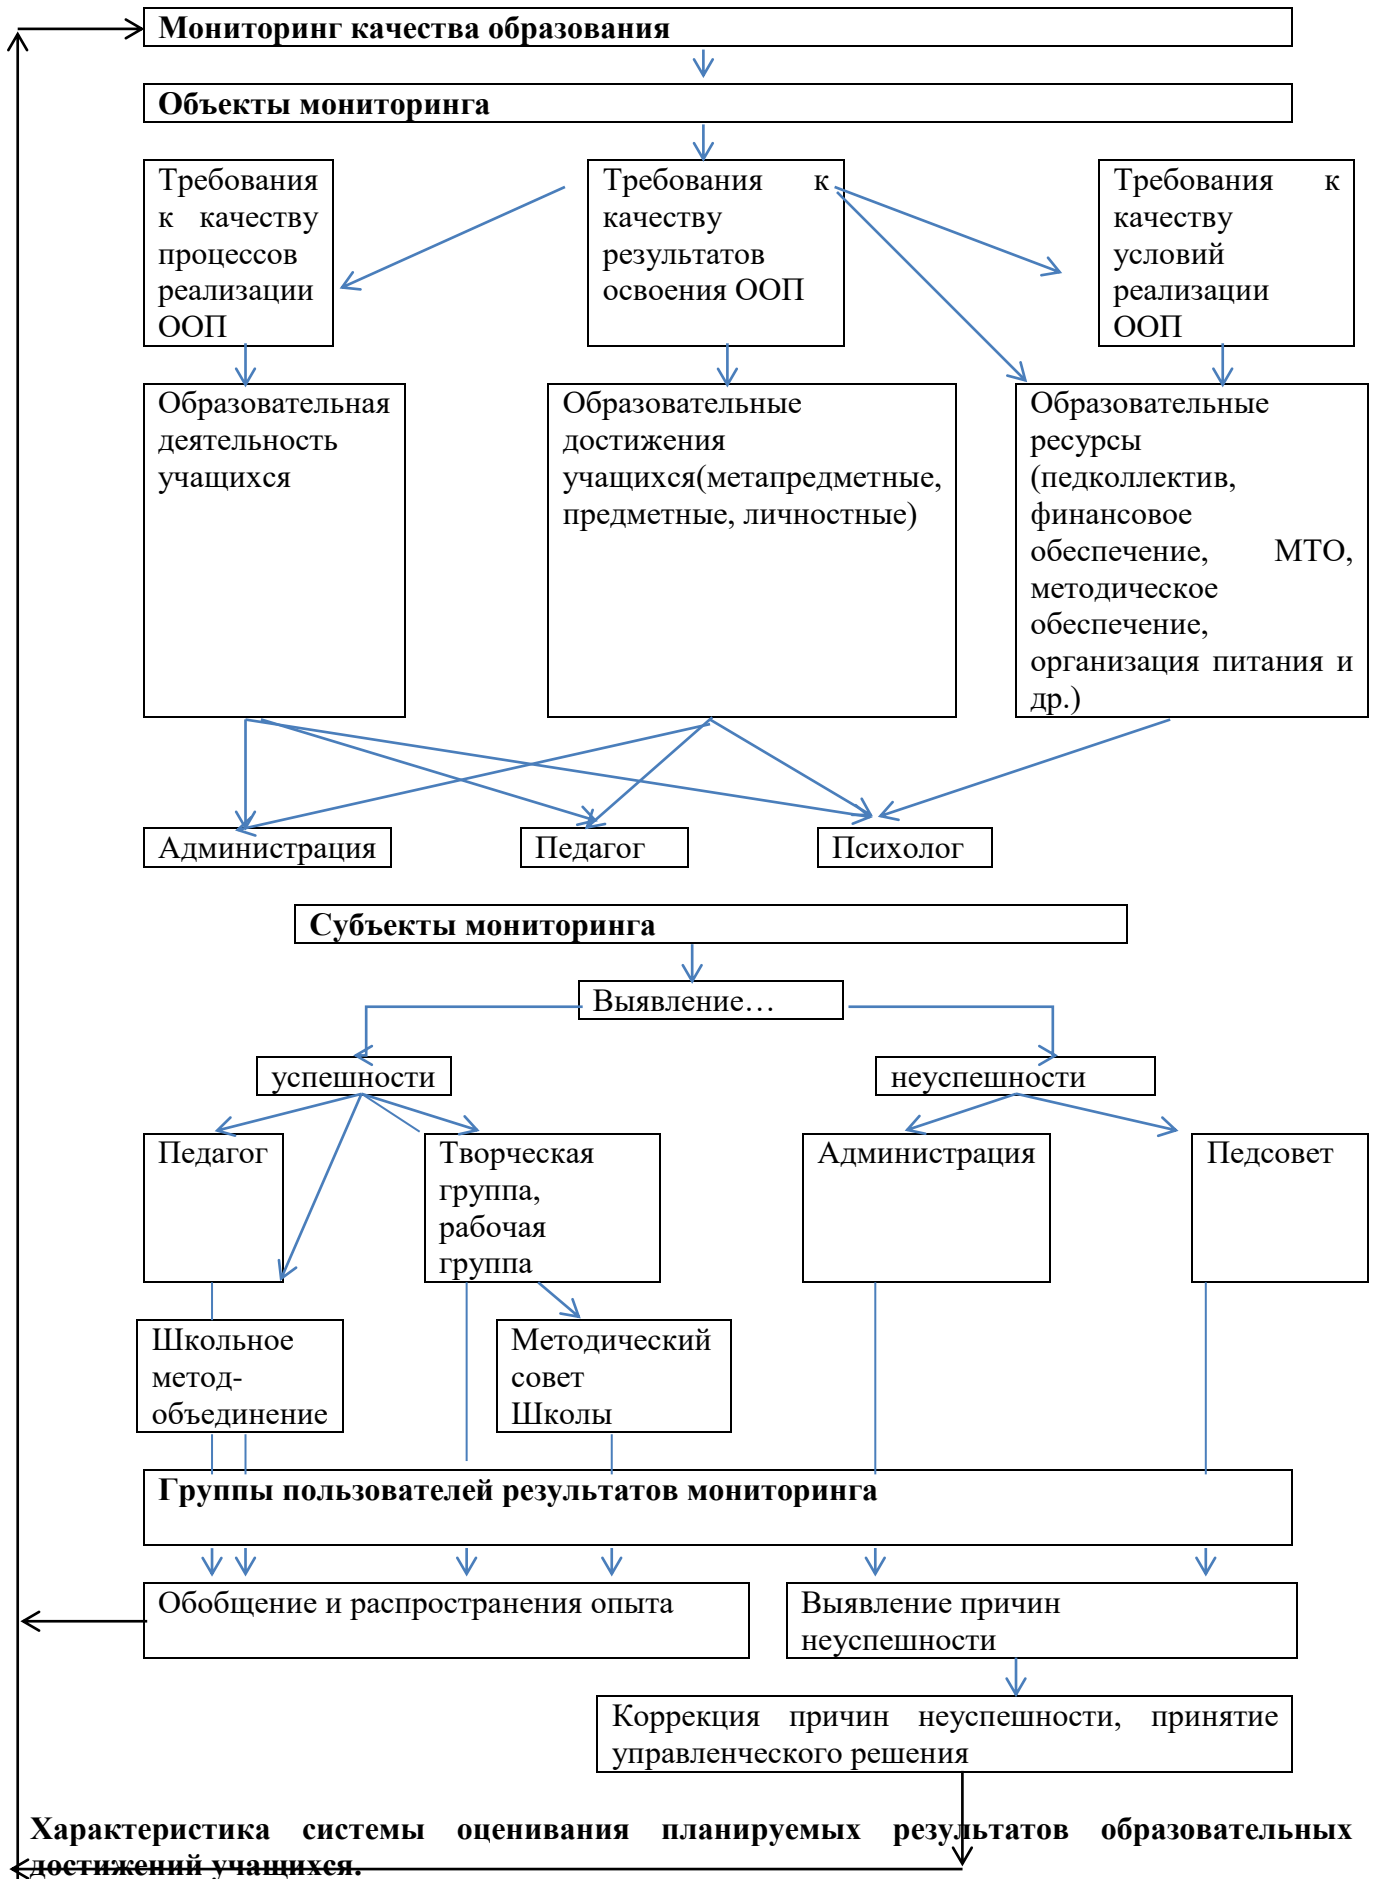 Мониторинг качества образования
Объекты мониторинга
Требования
к качеству
процессов
реализации
ООП
Требования к
качеству
результатов
освоения ООП
Требования к
качеству
условий
реализации
ООП
Образовательная
деятельность
учащихся
Образовательные
достижения
учащихся(метапредметные,
предметные, личностные)
Образовательные
ресурсы
(педколлектив,
финансовое
обеспечение, МТО,
методическое
обеспечение,
организация питания и
др.)
Администрация
Педагог
Психолог
Субъекты мониторинга
Выявление…
успешности
неуспешности
Педагог
Творческая
группа,
рабочая
группа
Администрация
Педсовет
Школьное
метод-
объединение
Методический
совет
Школы
Группы пользователей результатов мониторинга
Обобщение и распространения опыта
Выявление причин
неуспешности
Коррекция причин неуспешности, принятие
управленческого решения
Характеристика системы оценивания планируемых результатов образовательных
достижений учащихся.